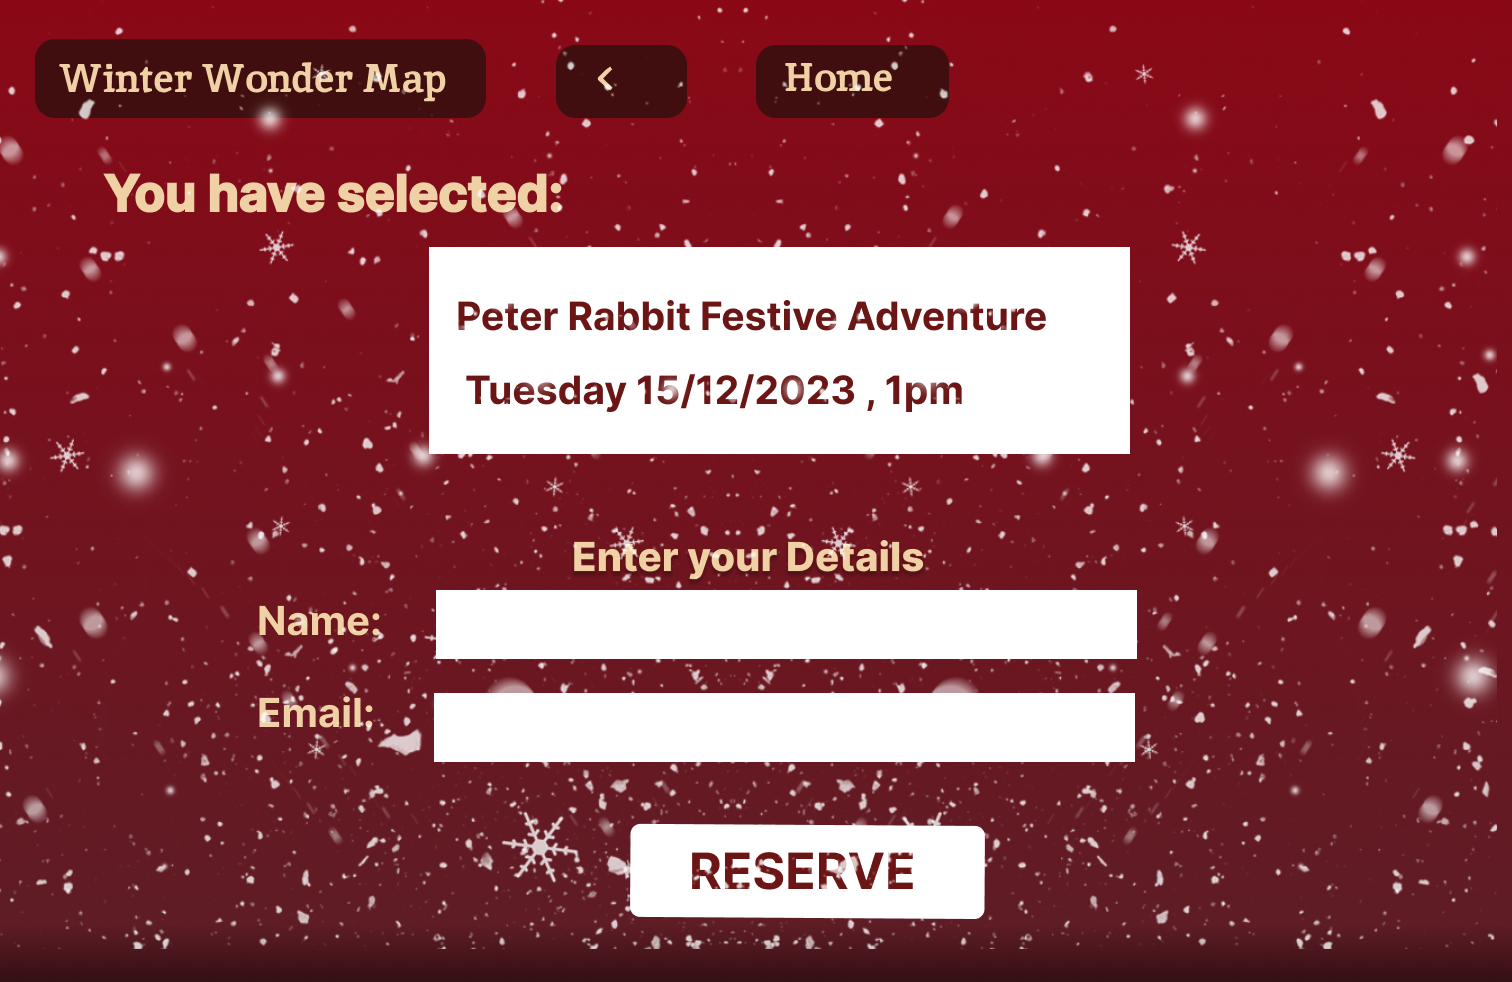 Winter Wonder Map
<
Home
You have selected:
Peter Rabbit Festive Adventure
Tuesday 15/12/2023 , 1pm
Enter your Details
Name:
Email:
RESERVE